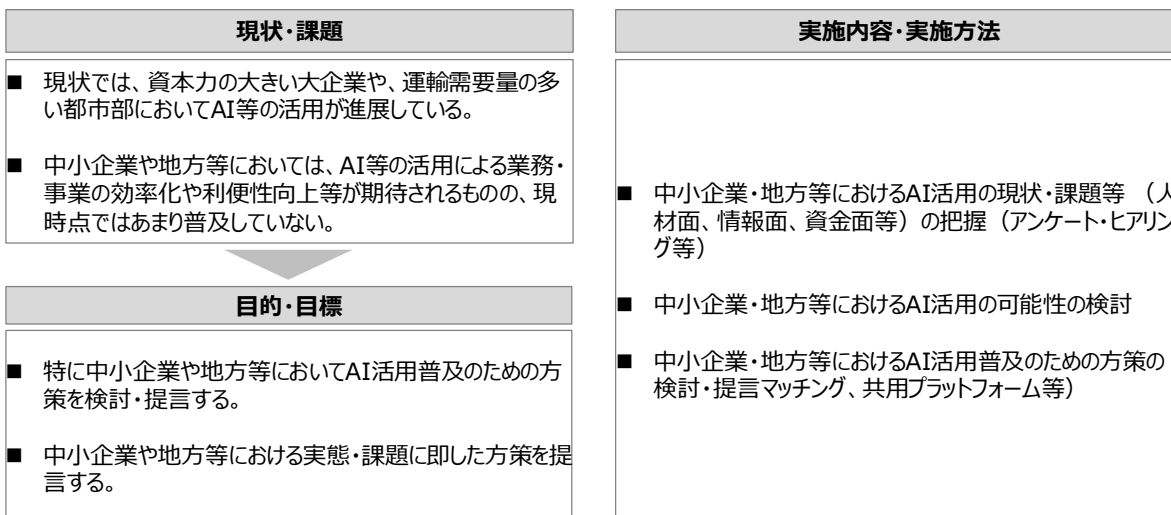 現状・課題
■ 現状では、資本力の大きい大企業や、運輸需要量の多
い都市部においてAI等の活用が進展している。
■ 中小企業や地方等においては、AI等の活用による業務・
事業の効率化や利便性向上等が期待されるものの、現
時点ではあまり普及していない。
目的・目標
■ 特に中小企業や地方等においてAI活用普及のための方
策を検討・提言する。
■ 中小企業や地方等における実態・課題に即した方策を提
言する。
実施内容・実施方法
■ 中小企業・地方等におけるAI活用の現状・課題等 （人
材面、情報面、資金面等）の把握（アンケート・ヒアリン
グ等）
■ 中小企業・地方等におけるAI活用の可能性の検討
■ 中小企業・地方等におけるAI活用普及のための方策の
検討・提言マッチング、共用プラットフォーム等）